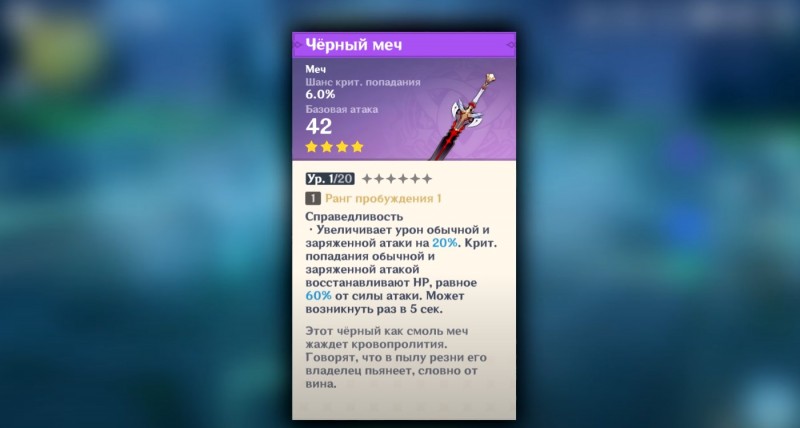 Чёрный меч
Меч
Шанс крит. попадания
6.0%
Базовая атака
42
Ур. 1/20
1 Ранг пробуждения 1
Справедливость
· Увеличивает урон обычной и
заряженной атаки на 20%. Крит.
попадания обычной и
заряженной атакой
восстанавливают HP, равное
60% от силы атаки. Может
возникнуть раз в 5 сек.
Этот чёрный как смоль меч
жаждет кровопролития.
Говорят, что в пылу резни его
владелец пьянеет, словно от
вина.